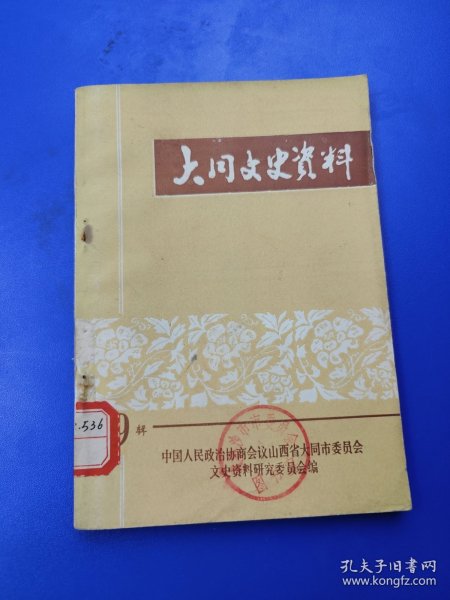 大同文史资料
.536
9
辑
中国人民政治协商会议山西省大同市委员会
文史资料研究委员会编
孔夫子旧书网
www.kongfz.com